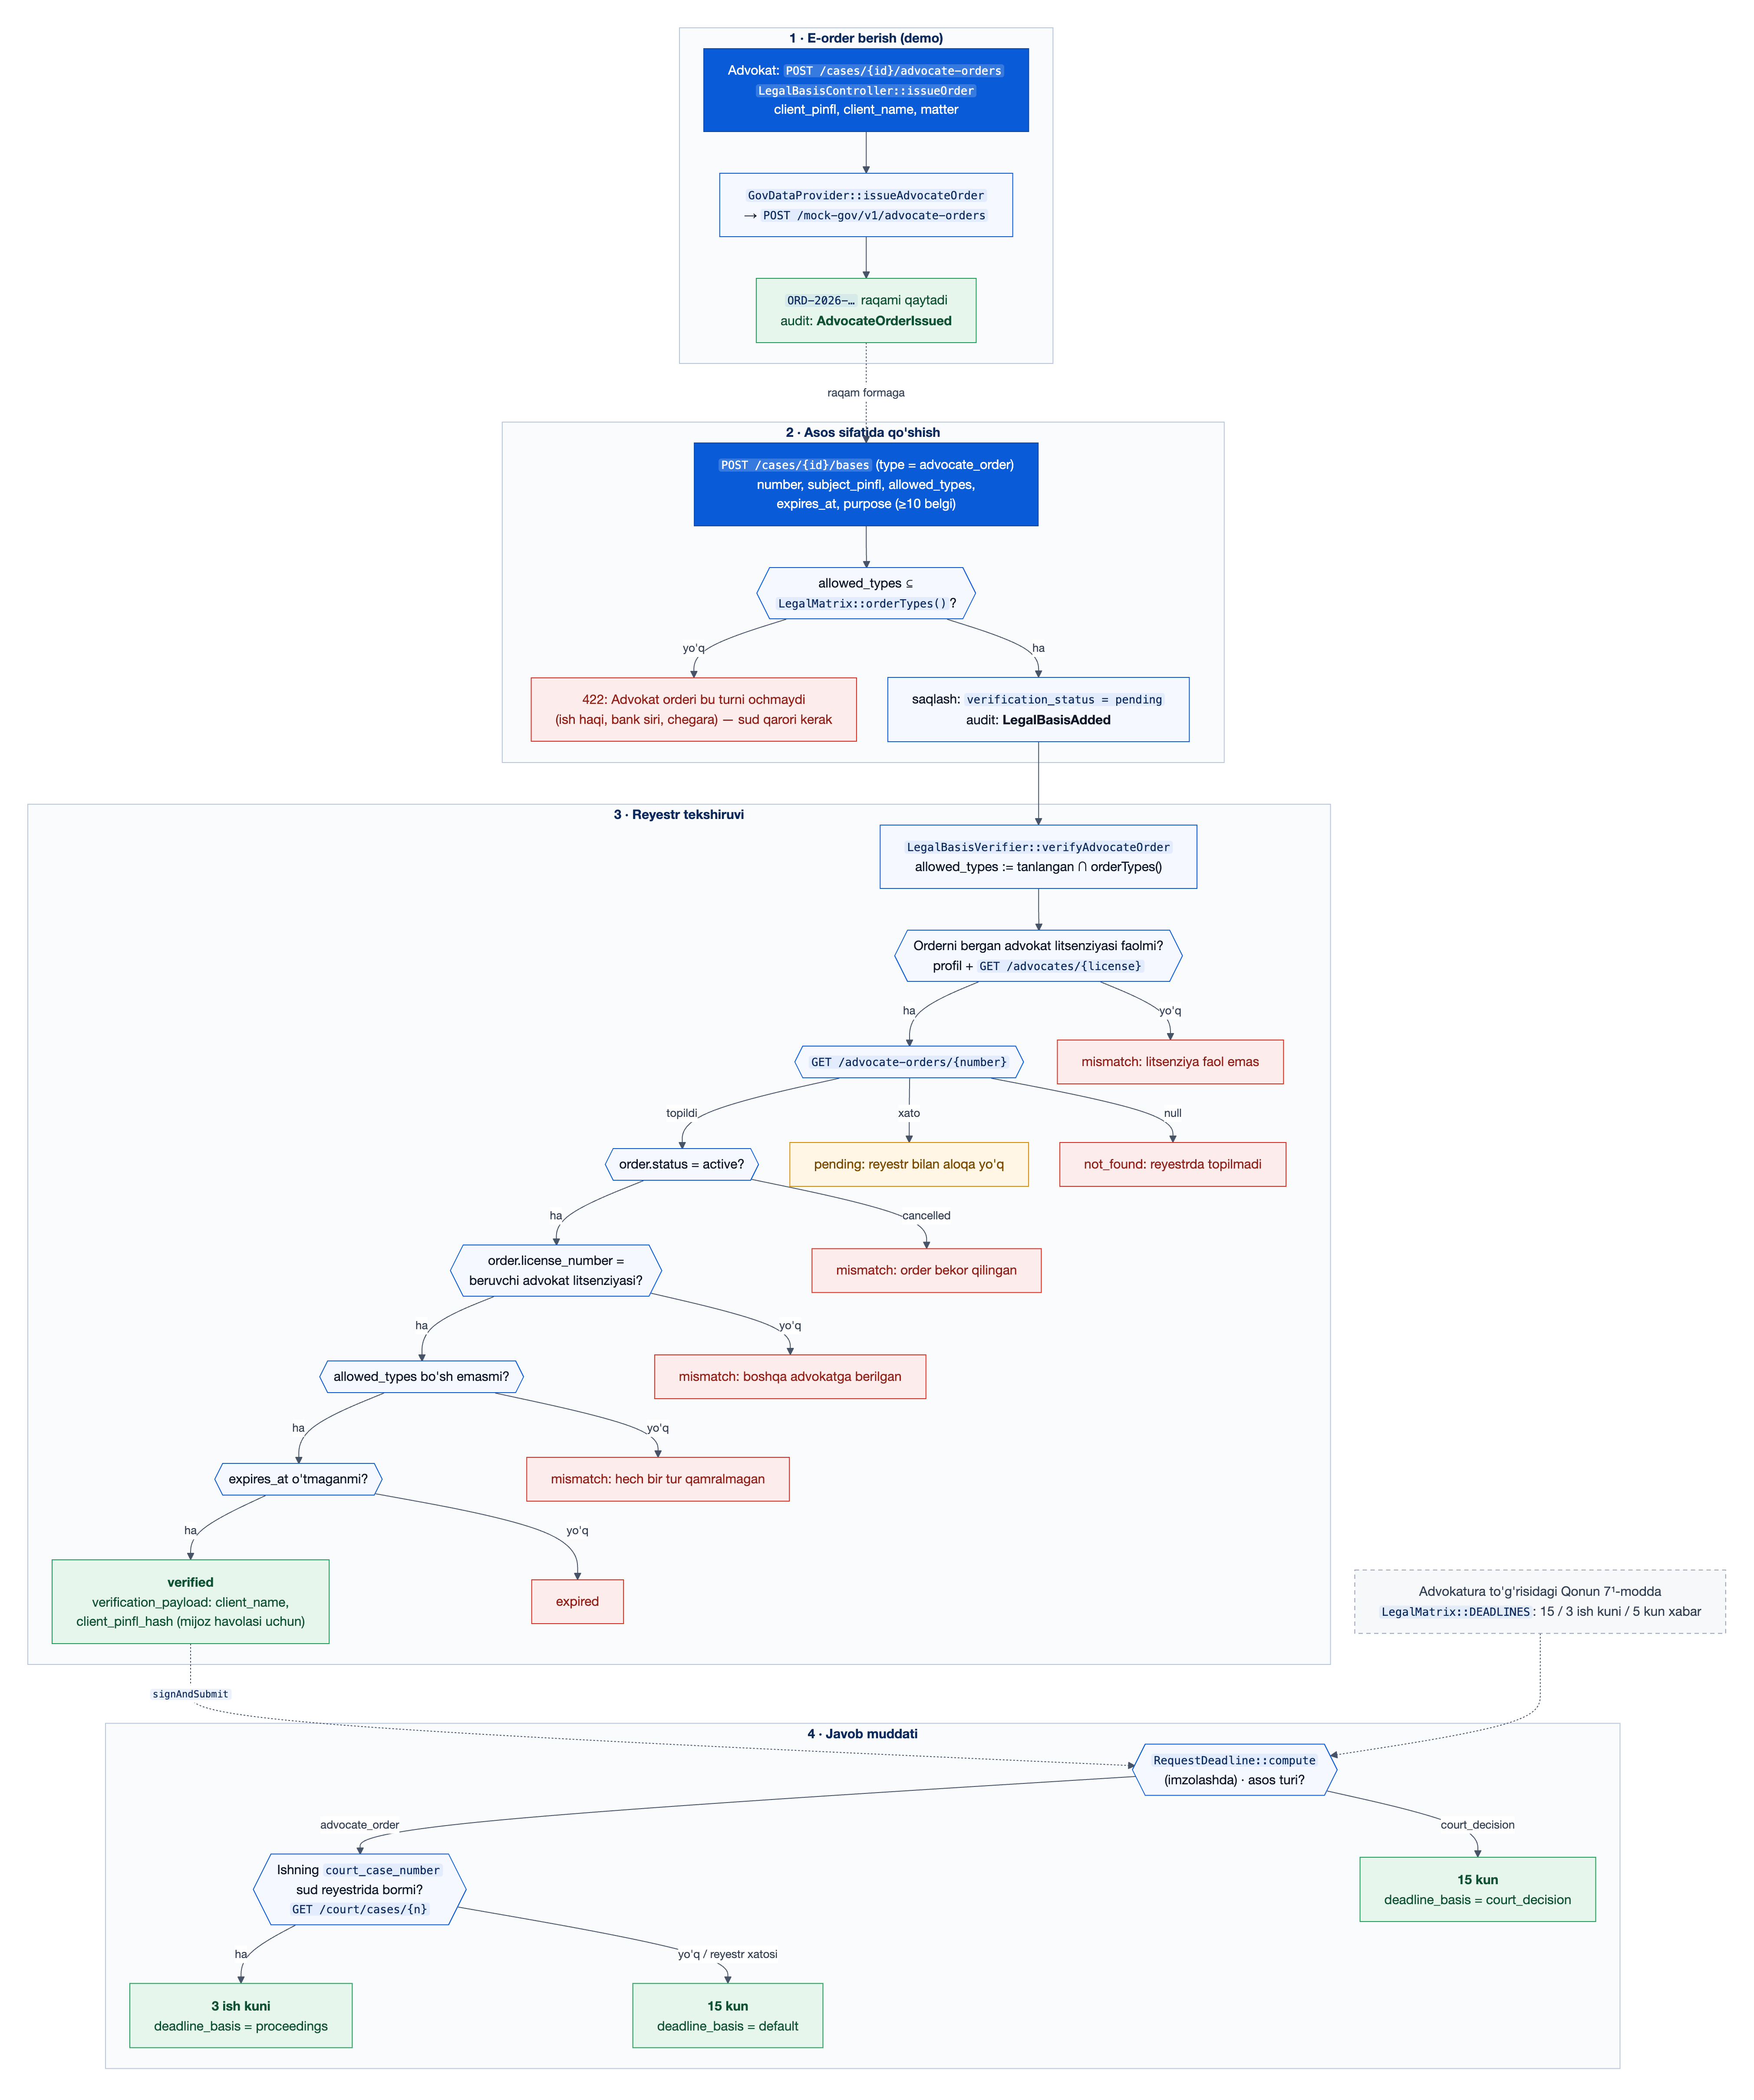 1 · E-order berish (demo)
Advokat: POST /cases/{id}/advocate-orders
LegalBasisController::issueOrder
client_pinfl, client_name, matter
GovDataProvider::issueAdvocateOrder
→ POST /mock-gov/v1/advocate-orders
ORD-2026-… raqami qaytadi
audit: AdvocateOrderIssued
raqam formaga
2 · Asos sifatida qo'shish
POST /cases/{id}/bases (type = advocate_order)
number, subject_pinfl, allowed_types,
expires_at, purpose (≥10 belgi)
allowed_types ⊆
LegalMatrix::orderTypes() ?
yo'q
ha
422: Advokat orderi bu turni ochmaydi
(ish haqi, bank siri, chegara) — sud qarori kerak
saqlash: verification_status = pending
audit: LegalBasisAdded
3 · Reyestr tekshiruvi
LegalBasisVerifier::verifyAdvocateOrder
allowed_types := tanlangan ∩ orderTypes()
Orderni bergan advokat litsenziyasi faolmi?
profil + GET /advocates/{license}
ha
yo'q
GET /advocate-orders/{number}
mismatch: litsenziya faol emas
topildi
xato
null
order.status = active?
pending: reyestr bilan aloqa yo'q
not_found: reyestrda topilmadi
ha
cancelled
order.license_number =
beruvchi advokat litsenziyasi?
mismatch: order bekor qilingan
ha
yo'q
allowed_types bo'sh emasmi?
mismatch: boshqa advokatga berilgan
ha
yo'q
expires_at o'tmaganmi?
mismatch: hech bir tur qamralmagan
ha
yo'q
verified
verification_payload: client_name,
client_pinfl_hash (mijoz havolasi uchun)
expired
Advokatura to'g'risidagi Qonun 7¹-modda
LegalMatrix::DEADLINES: 15 / 3 ish kuni / 5 kun xabar
signAndSubmit
4 · Javob muddati
RequestDeadline::compute
(imzolashda) · asos turi?
advocate_order
court_decision
Ishning court_case_number
sud reyestrida bormi?
GET /court/cases/{n}
15 kun
deadline_basis = court_decision
ha
yo'q / reyestr xatosi
3 ish kuni
deadline_basis = proceedings
15 kun
deadline_basis = default